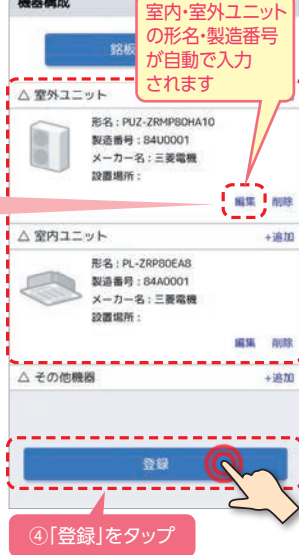 機器構成
室内・室外ユニット
の形名・製造番号
が自動で入力
されます
銘板
△ 室外ユニット
形名：PUZ-ZRMP80HA10
製造番号：84U0001
メーカー名：三菱電機
設置場所：
編集 削除
△ 室内ユニット
+追加
形名：PL-ZRP80EA8
製造番号：84A0001
メーカー名：三菱電機
設置場所：
編集 削除
△ その他機器
+追加
登録
④「登録」をタップ